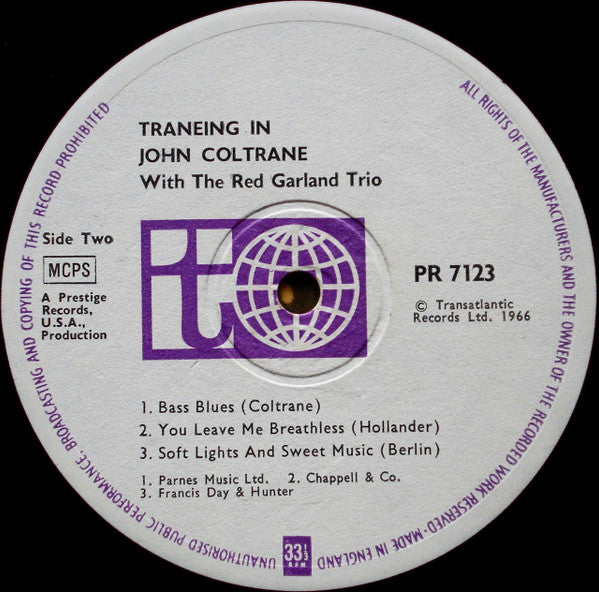 TRANEING IN
JOHN COLTRANE
With The Red Garland Trio
Side Two
MCPS
A Prestige
Records,
U.S.A.,
Production
it
PR 7123
© Transatlantic
Records Ltd. 1966
1. Bass Blues (Coltrane)
2. You Leave Me Breathless (Hollander)
3. Soft Lights And Sweet Music (Berlin)
1. Parnes Music Ltd. 2. Chappell & Co.
3. Francis Day & Hunter
33⅓
RPM
ALL RIGHTS OF THE MANUFACTURERS AND THE OWNER OF THE RECORDED WORK RESERVED · MADE IN ENGLAND
UNAUTHORISED PUBLIC PERFORMANCE, BROADCASTING AND COPYING OF THIS RECORD PROHIBITED